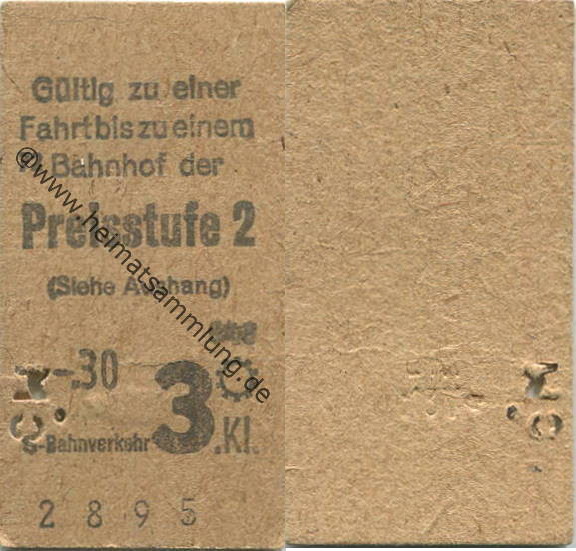 Gültig zu einer
Fahrt bis zu einem
Bahnhof der
Preisstufe 2
(Siehe Aushang)
-.30
3.Kl.
S-Bahnverkehr
2895
@www.heimatsammlung.de